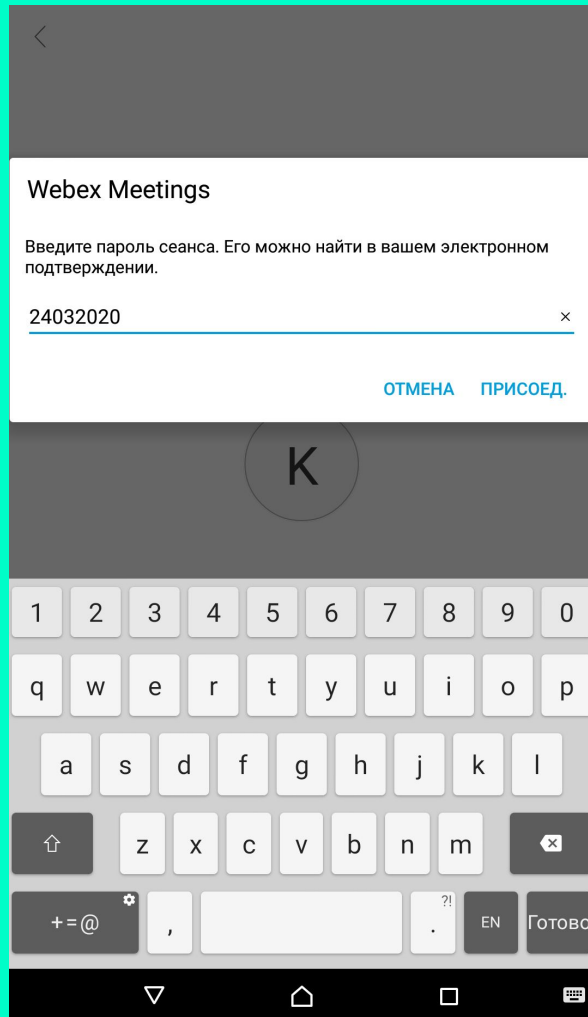 Webex Meetings
Введите пароль сеанса. Его можно найти в вашем электронном
подтверждении.
24032020 ×
ОТМЕНА ПРИСОЕД.
K
1 2 3 4 5 6 7 8 9 0
q w e r t y u i o p
a s d f g h j k l
z x c v b n m
+=@ , . ?! EN Готово